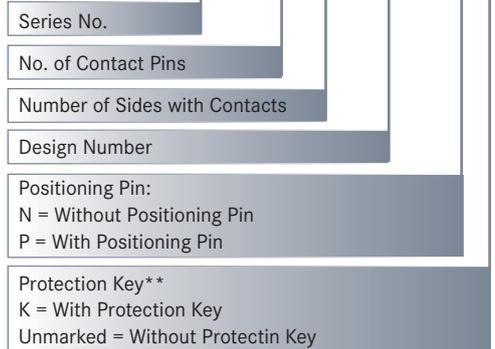 Series No.
No. of Contact Pins
Number of Sides with Contacts
Design Number
Positioning Pin:
N = Without Positioning Pin
P = With Positioning Pin
Protection Key**
K = With Protection Key
Unmarked = Without Protectin Key